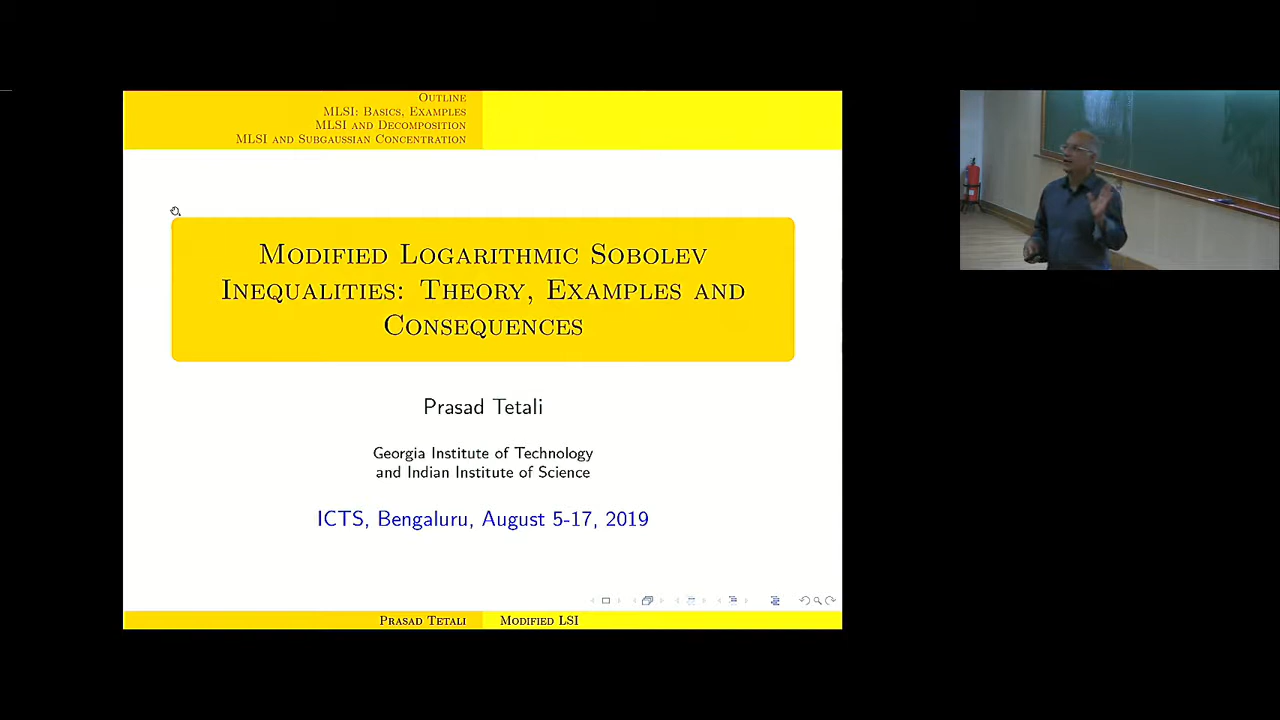 OUTLINE
MLSI: BASICS, EXAMPLES
MLSI AND DECOMPOSITION
MLSI AND SUBGAUSSIAN CONCENTRATION
MODIFIED LOGARITHMIC SOBOLEV
INEQUALITIES: THEORY, EXAMPLES AND
CONSEQUENCES
Prasad Tetali
Georgia Institute of Technology
and Indian Institute of Science
ICTS, Bengaluru, August 5-17, 2019
PRASAD TETALI
MODIFIED LSI